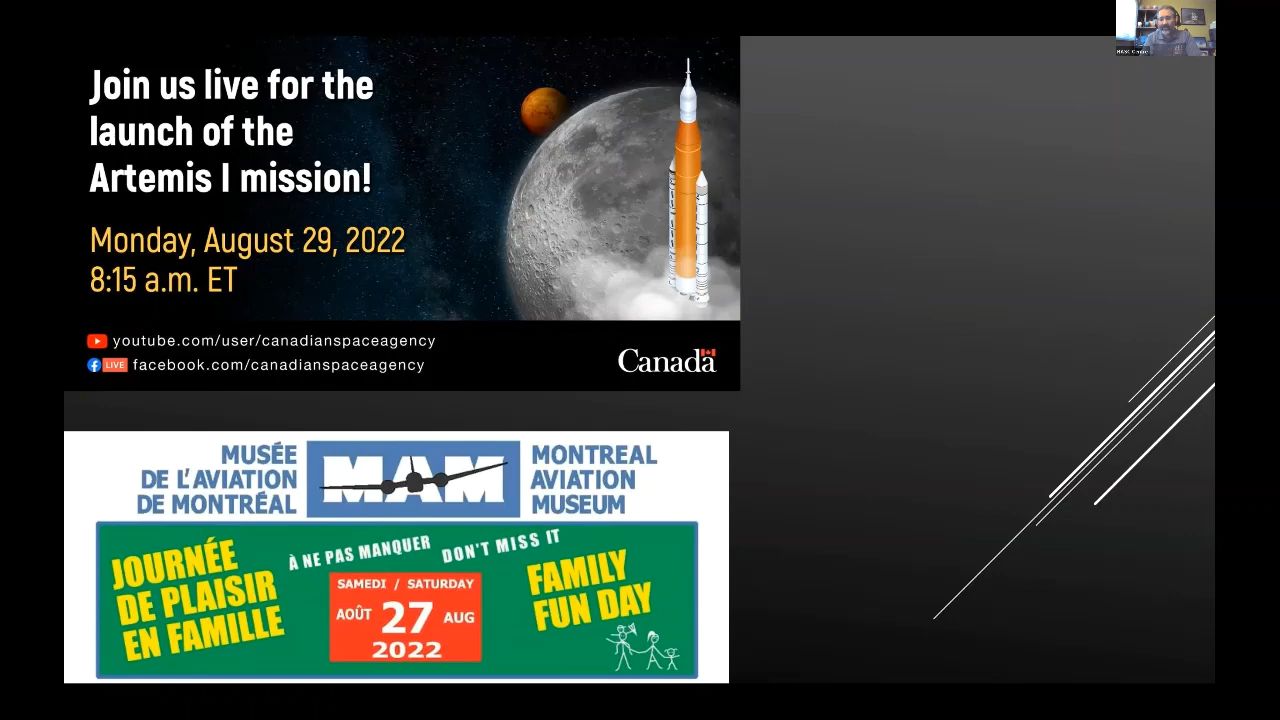 Join us live for the
launch of the
Artemis I mission!
Monday, August 29, 2022
8:15 a.m. ET
youtube.com/user/canadianspaceagency
LIVE facebook.com/canadianspaceagency
Canada
MUSÉE
DE L'AVIATION
DE MONTRÉAL
MAM
MONTREAL
AVIATION
MUSEUM
JOURNÉE
DE PLAISIR
EN FAMILLE
À NE PAS MANQUER
DON'T MISS IT
SAMEDI / SATURDAY
AOÛT 27 AUG
2022
FAMILY
FUN DAY